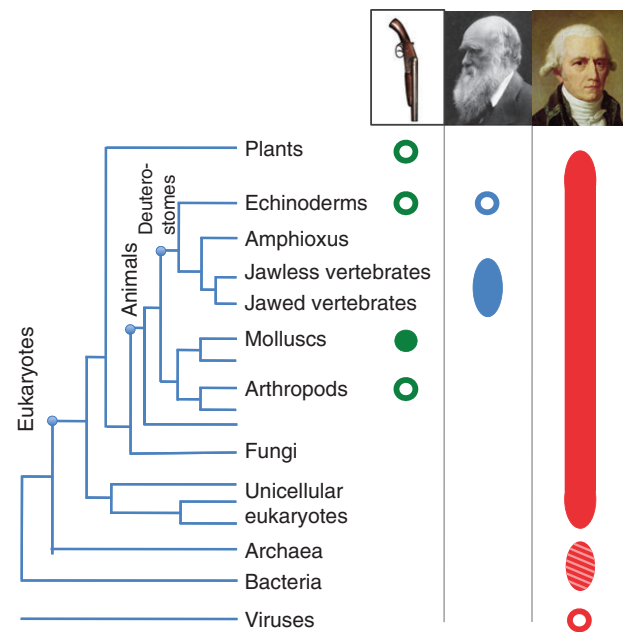 Plants
Deutero-
stomes
Echinoderms
Amphioxus
Animals
Jawless vertebrates
Jawed vertebrates
Molluscs
Eukaryotes
Arthropods
Fungi
Unicellular
eukaryotes
Archaea
Bacteria
Viruses